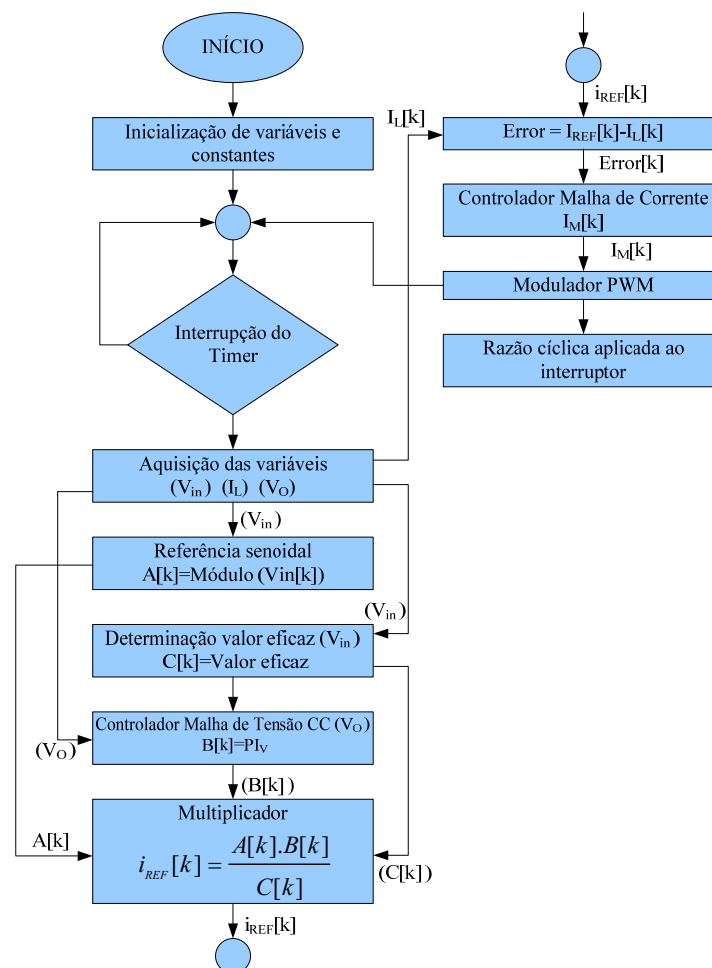 INÍCIO
Inicialização de variáveis e
constantes
Interrupção do
Timer
Aquisição das variáveis
(V_in) (I_L) (V_O)
(V_in)
Referência senoidal
A[k]=Módulo (Vin[k])
(V_in)
Determinação valor eficaz (V_in)
C[k]=Valor eficaz
Controlador Malha de Tensão CC (V_O)
B[k]=PI_V
(V_O)
(B[k])
Multiplicador
i_REF[k] = A[k].B[k] / C[k]
A[k]
(C[k])
i_REF[k]
i_REF[k]
I_L[k]
Error = I_REF[k]-I_L[k]
Error[k]
Controlador Malha de Corrente
I_M[k]
I_M[k]
Modulador PWM
Razão cíclica aplicada ao
interruptor